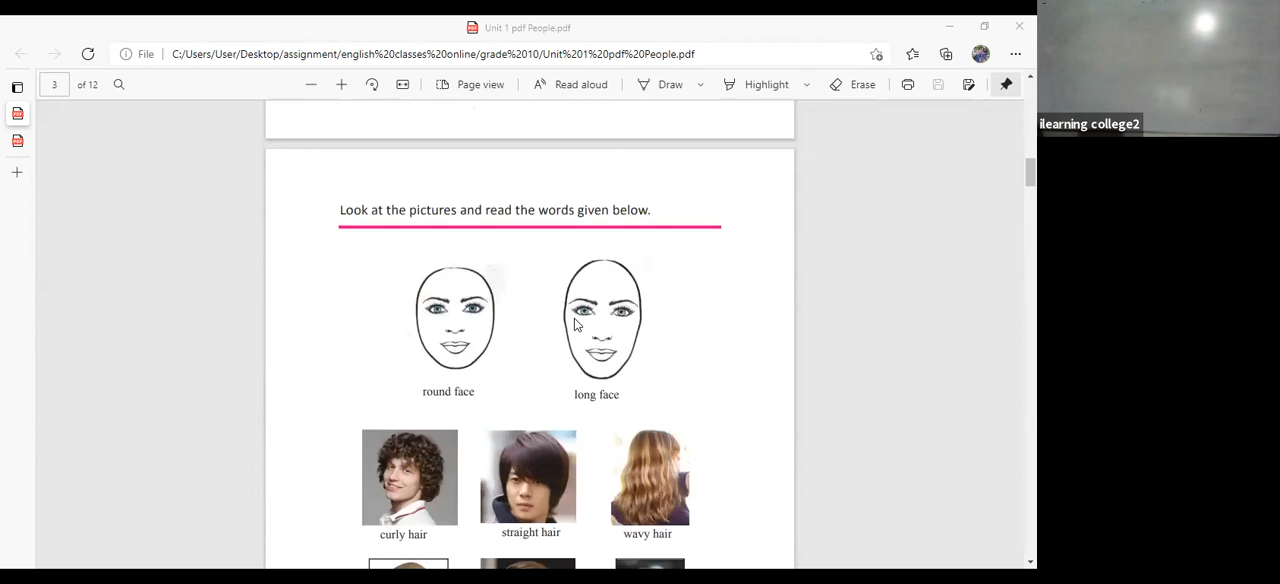 Unit 1 pdf People.pdf
File C:/Users/User/Desktop/assignment/english%20classes%20online/grade%2010/Unit%201%20pdf%20People.pdf
3 of 12 Page view Read aloud Draw Highlight Erase
ilearning college2
Look at the pictures and read the words given below.
round face long face
curly hair straight hair wavy hair